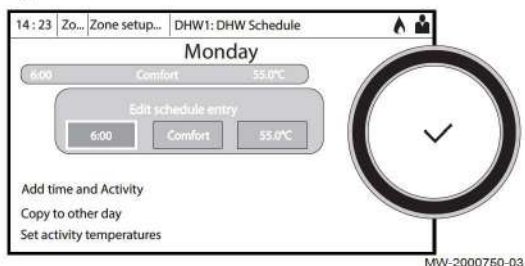 14:23 Zo... Zone setup... DHW1: DHW Schedule
Monday
6:00 Comfort 55.0°C
Edit schedule entry
6:00 Comfort 55.0°C
Add time and Activity
Copy to other day
Set activity temperatures
MW-2000750-03